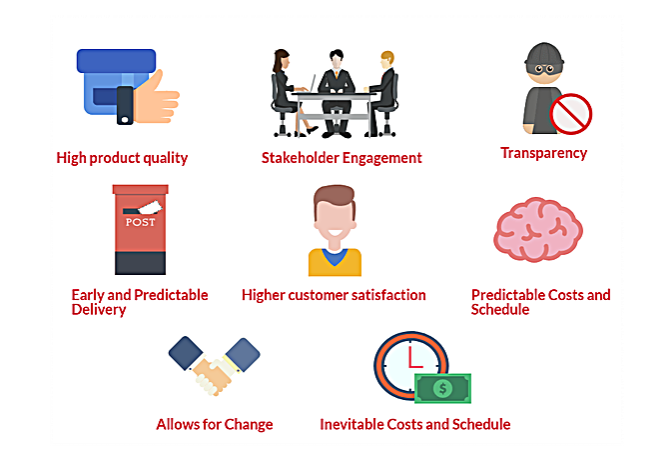 High product quality
Stakeholder Engagement
Transparency
POST
Early and Predictable
Delivery
Higher customer satisfaction
Predictable Costs and
Schedule
$
Allows for Change
Inevitable Costs and Schedule